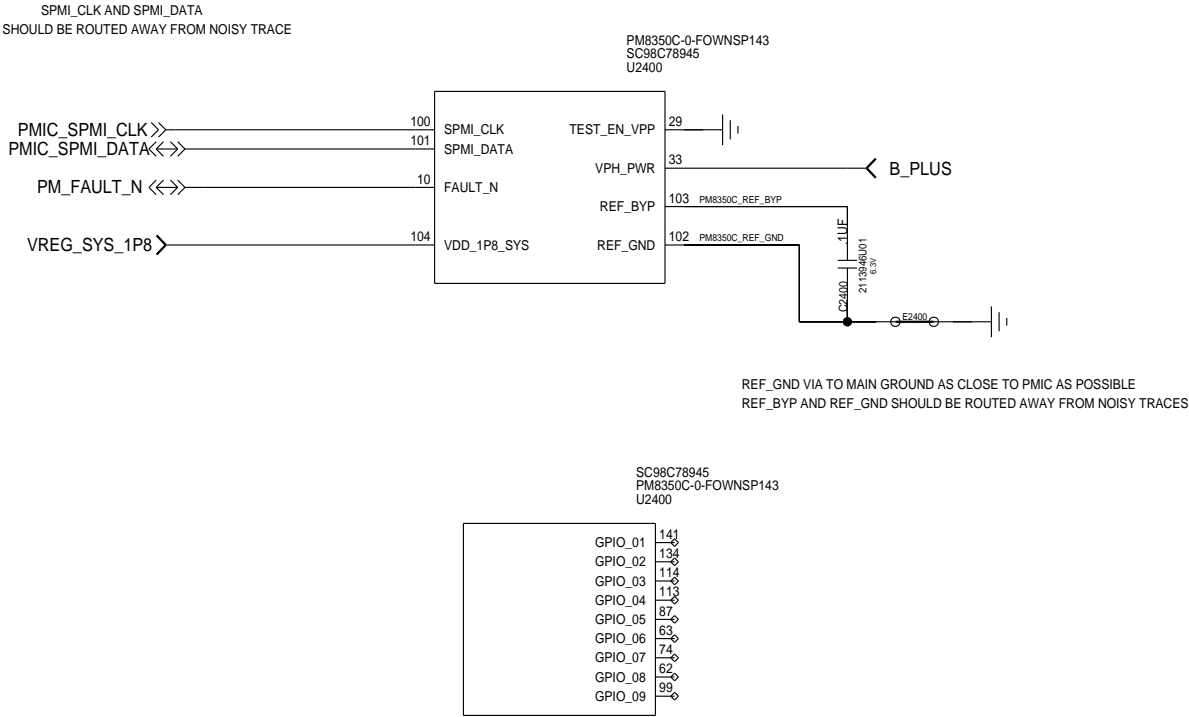 SPMI_CLK AND SPMI_DATA
SHOULD BE ROUTED AWAY FROM NOISY TRACE
PM8350C-0-FOWNSP143
SC98C78945
U2400
PMIC_SPMI_CLK
100
SPMI_CLK
TEST_EN_VPP
29
PMIC_SPMI_DATA
101
SPMI_DATA
VPH_PWR
33
B_PLUS
PM_FAULT_N
10
FAULT_N
REF_BYP
103
PM8350C_REF_BYP
VREG_SYS_1P8
104
VDD_1P8_SYS
REF_GND
102
PM8350C_REF_GND
.1UF
2113946U01
6.3V
C2400
E2400
REF_GND VIA TO MAIN GROUND AS CLOSE TO PMIC AS POSSIBLE
REF_BYP AND REF_GND SHOULD BE ROUTED AWAY FROM NOISY TRACES
SC98C78945
PM8350C-0-FOWNSP143
U2400
GPIO_01 141
GPIO_02 134
GPIO_03 114
GPIO_04 113
GPIO_05 87
GPIO_06 63
GPIO_07 74
GPIO_08 62
GPIO_09 99